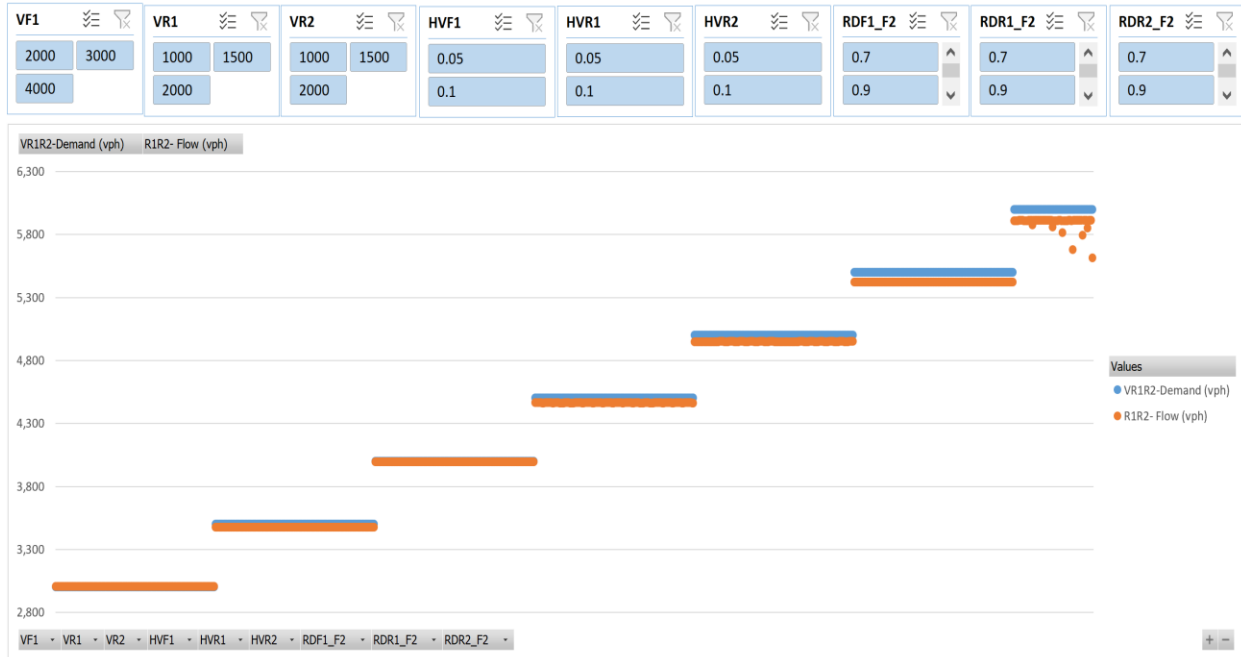 VF1 VR1 VR2 HVF1 HVR1 HVR2 RDF1_F2 RDR1_F2 RDR2_F2
2000 3000 1000 1500 1000 1500 0.05 0.05 0.05 0.7 0.7 0.7
4000 2000 2000 0.1 0.1 0.1 0.9 0.9 0.9
VR1R2-Demand (vph) R1R2- Flow (vph)
6,300
5,800
5,300
4,800
4,300
3,800
3,300
2,800
Values
VR1R2-Demand (vph)
R1R2- Flow (vph)
VF1 VR1 VR2 HVF1 HVR1 HVR2 RDF1_F2 RDR1_F2 RDR2_F2